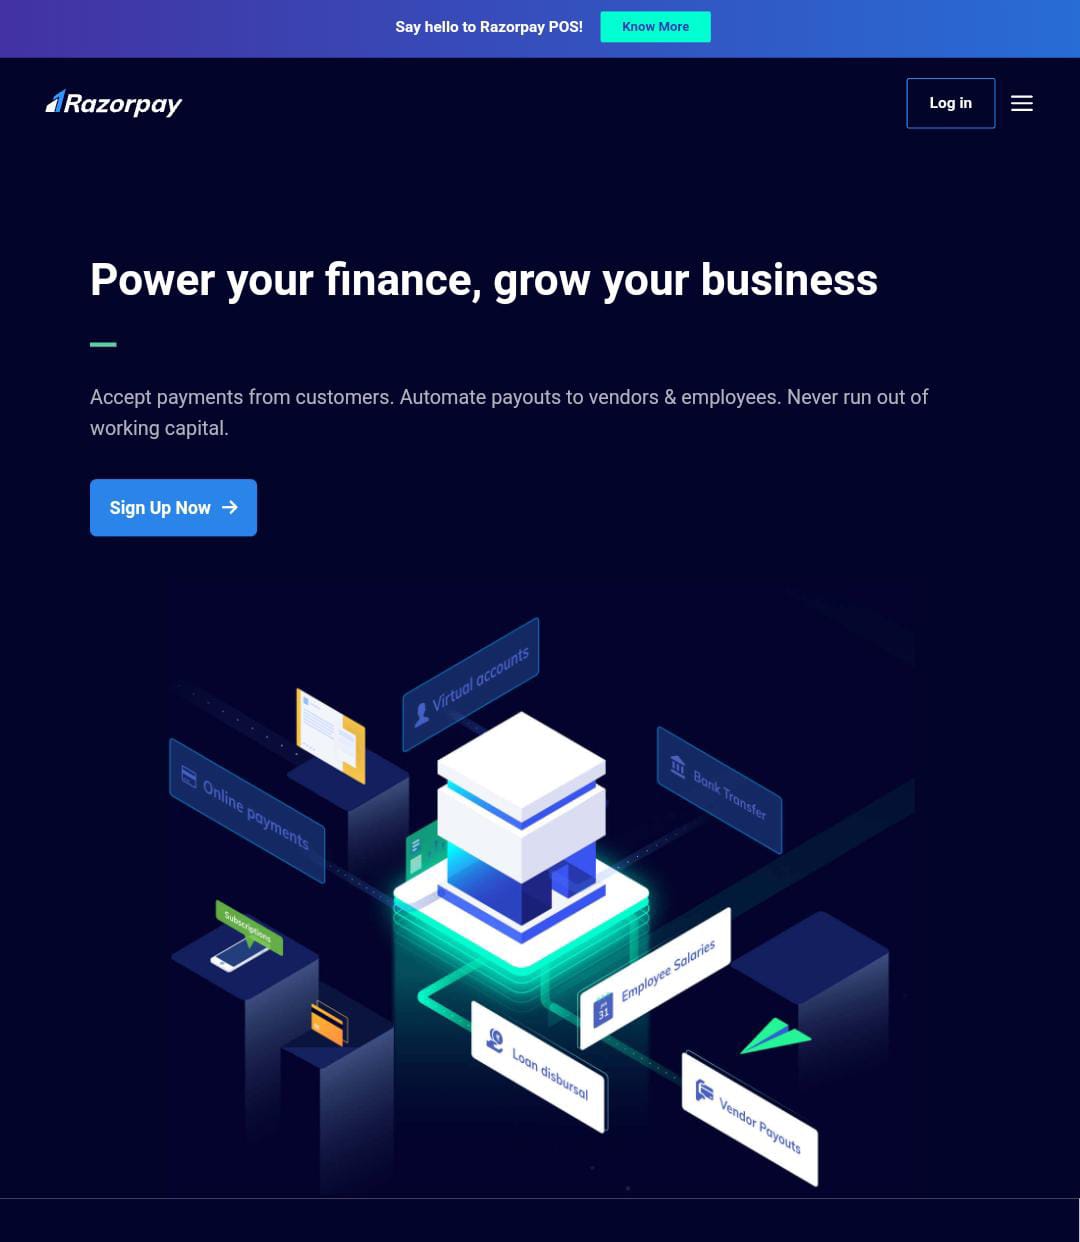 Say hello to Razorpay POS!
Know More
Razorpay
Log in
Power your finance, grow your business
Accept payments from customers. Automate payouts to vendors & employees. Never run out of
working capital.
Sign Up Now
Virtual accounts
Bank Transfer
Online payments
Subscriptions
Employee Salaries
31
Loan disbursal
Vendor Payouts